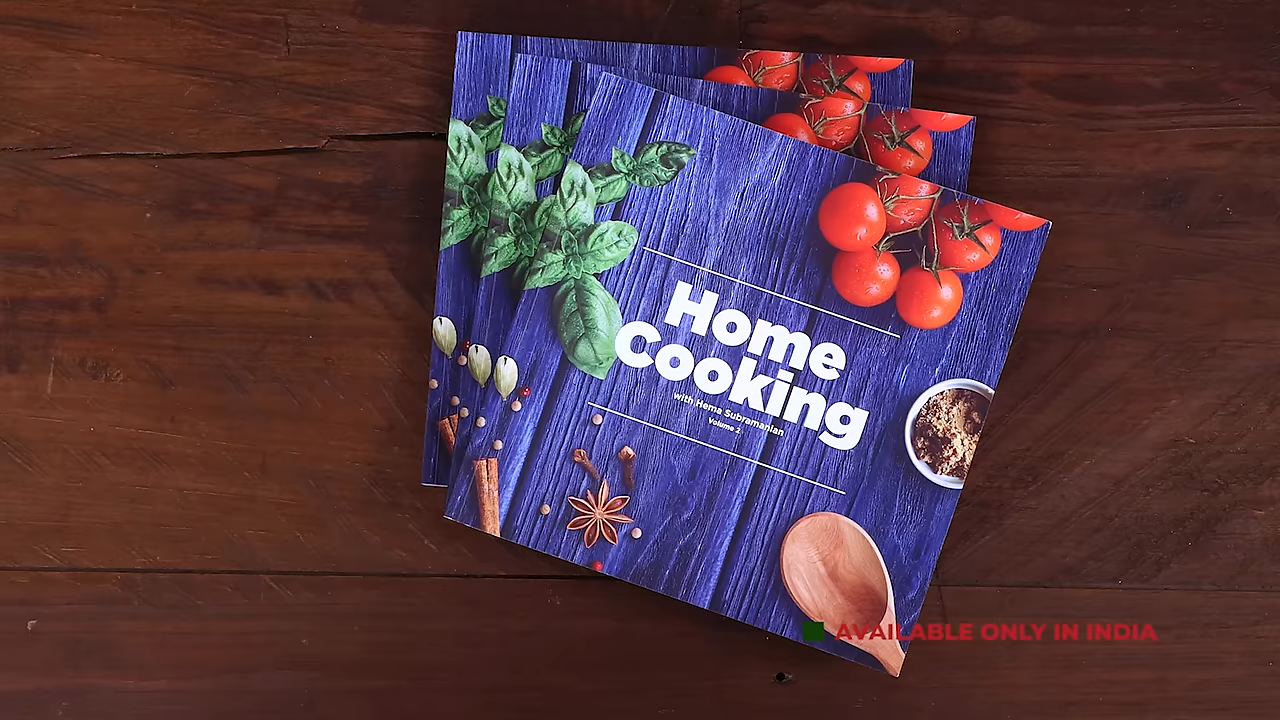 Home
Cooking
with Hema Subramanian
Volume 2
AVAILABLE ONLY IN INDIA